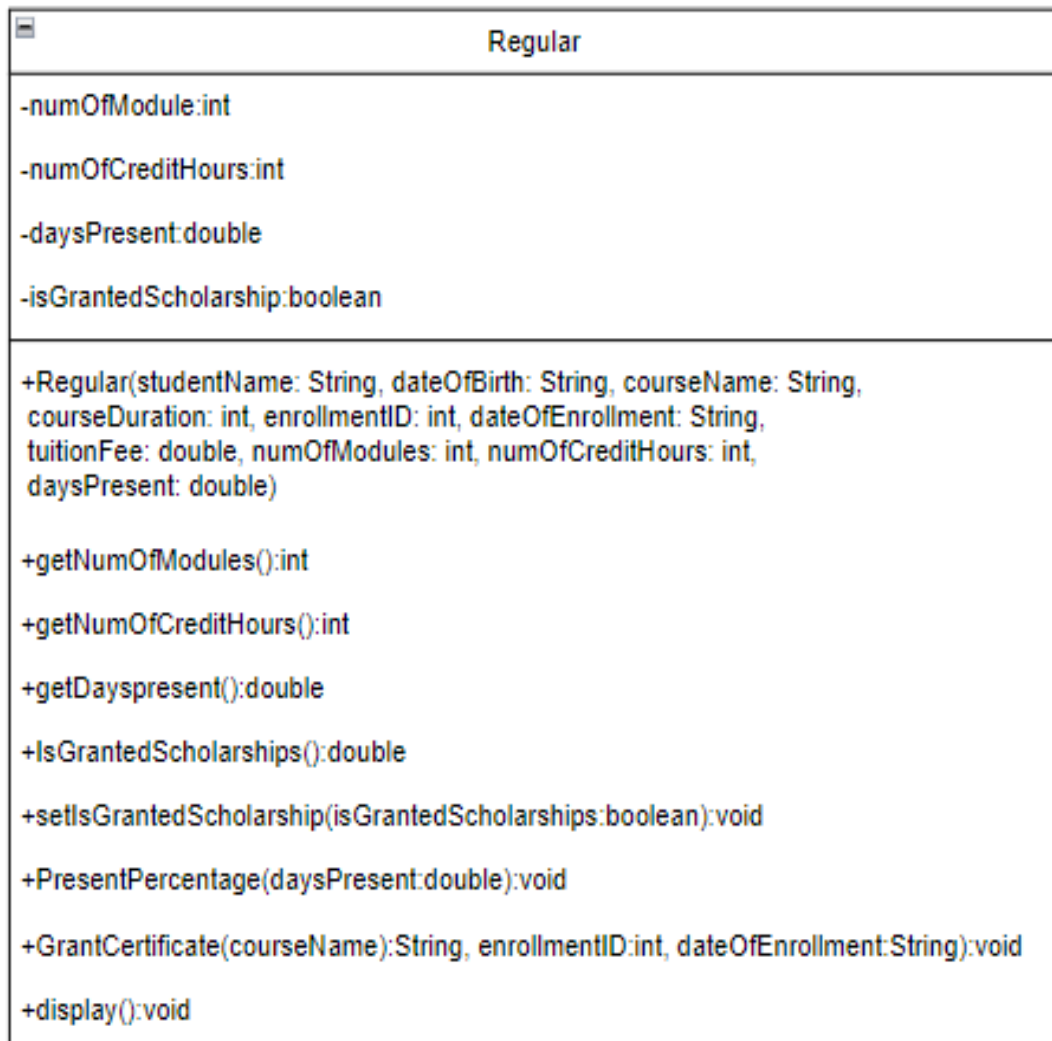 Regular
-numOfModule:int
-numOfCreditHours:int
-daysPresent:double
-isGrantedScholarship:boolean
+Regular(studentName: String, dateOfBirth: String, courseName: String,
courseDuration: int, enrollmentID: int, dateOfEnrollment: String,
tuitionFee: double, numOfModules: int, numOfCreditHours: int,
daysPresent: double)
+getNumOfModules():int
+getNumOfCreditHours():int
+getDayspresent():double
+IsGrantedScholarships():double
+setIsGrantedScholarship(isGrantedScholarships:boolean):void
+PresentPercentage(daysPresent:double):void
+GrantCertificate(courseName):String, enrollmentID:int, dateOfEnrollment:String):void
+display():void